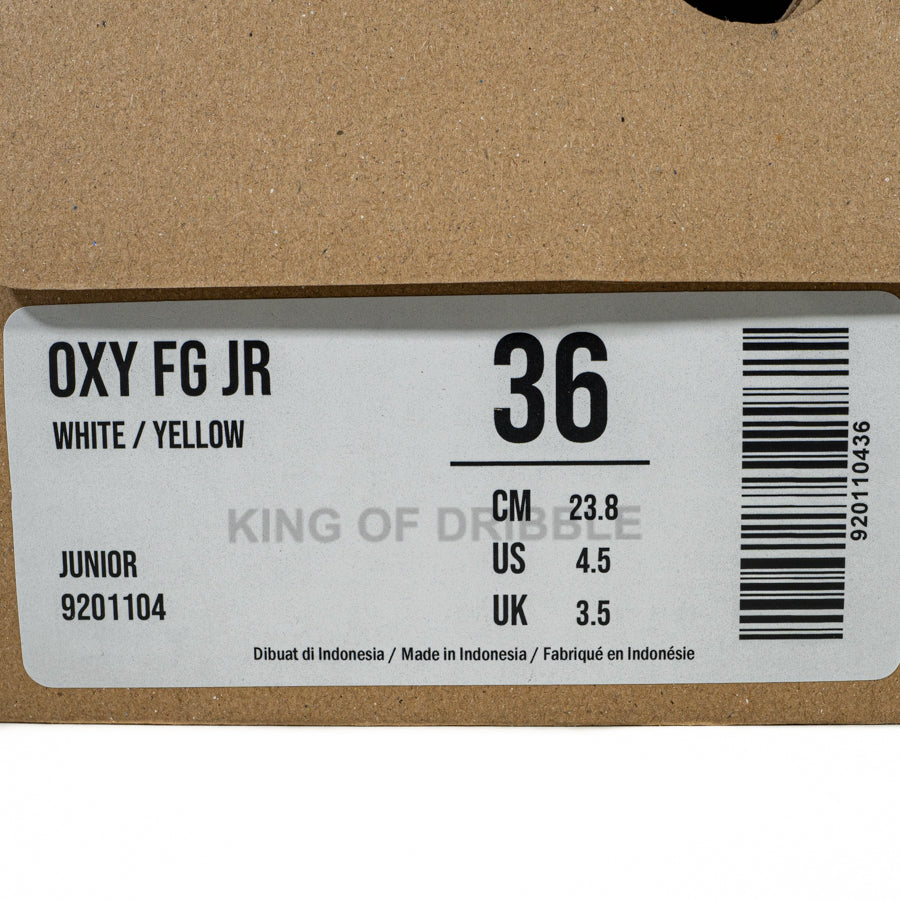 OXY FG JR
WHITE / YELLOW
36
KING OF DRIBBLE
CM 23.8
US 4.5
UK 3.5
JUNIOR
9201104
Dibuat di Indonesia / Made in Indonesia / Fabriqué en Indonésie
920110436